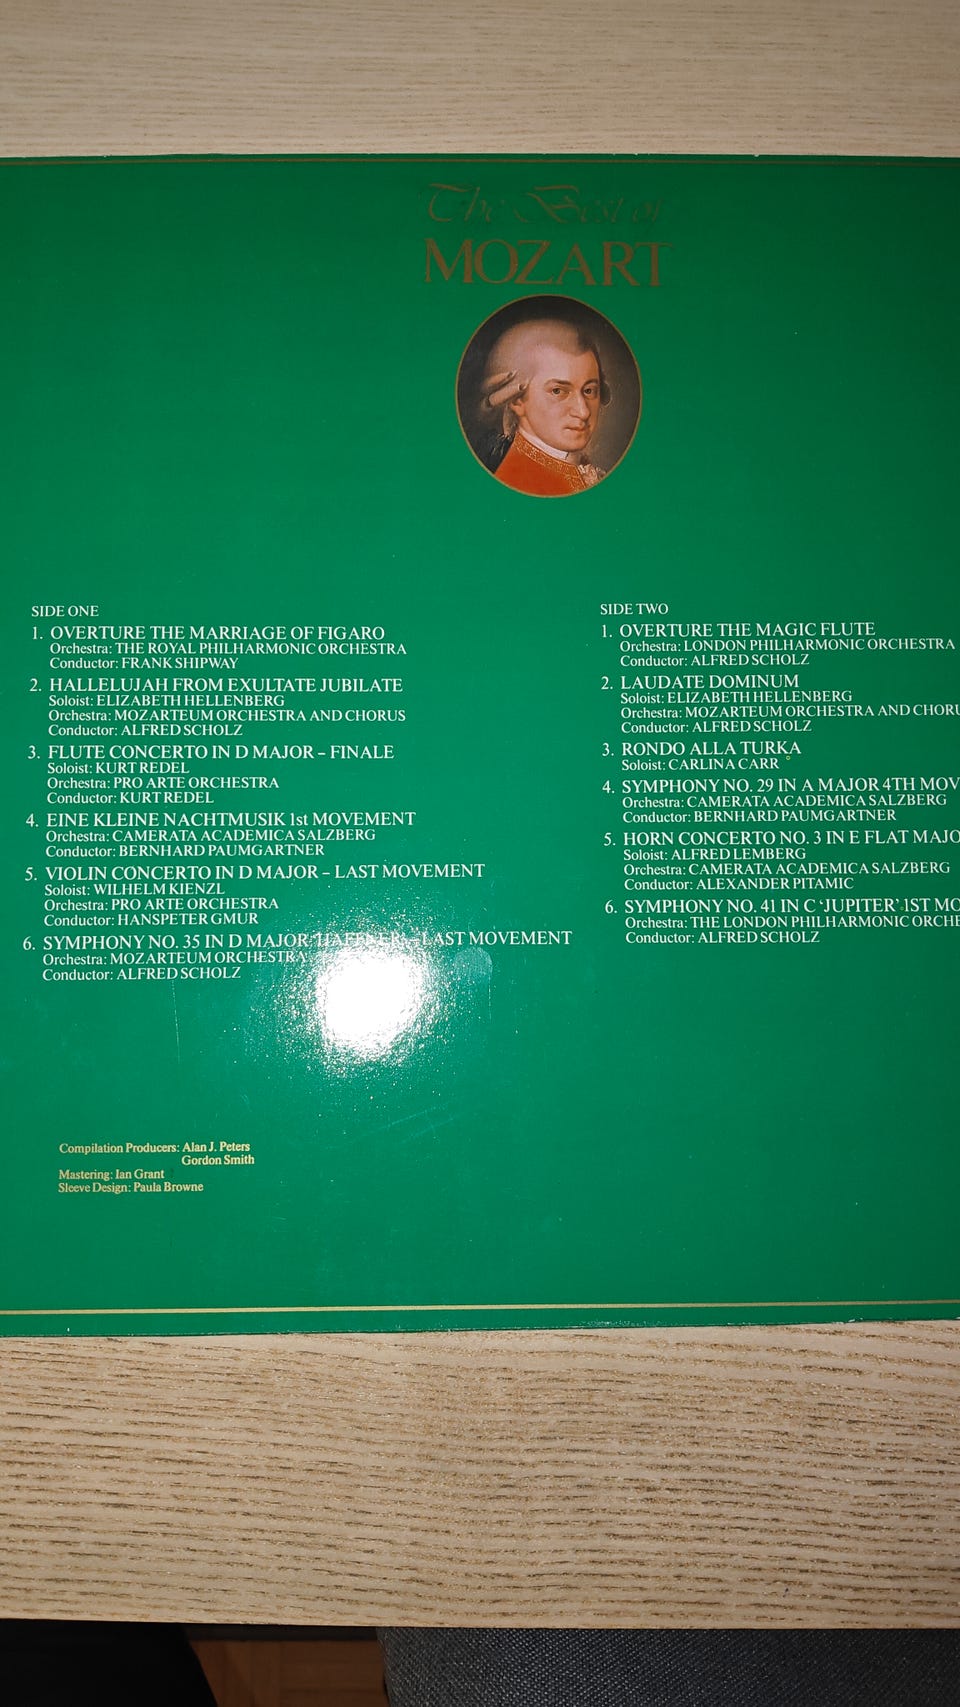 The Best of
MOZART
SIDE ONE
1. OVERTURE THE MARRIAGE OF FIGARO
Orchestra: THE ROYAL PHILHARMONIC ORCHESTRA
Conductor: FRANK SHIPWAY
2. HALLELUJAH FROM EXULTATE JUBILATE
Soloist: ELIZABETH HELLENBERG
Orchestra: MOZARTEUM ORCHESTRA AND CHORUS
Conductor: ALFRED SCHOLZ
3. FLUTE CONCERTO IN D MAJOR – FINALE
Soloist: KURT REDEL
Orchestra: PRO ARTE ORCHESTRA
Conductor: KURT REDEL
4. EINE KLEINE NACHTMUSIK 1st MOVEMENT
Orchestra: CAMERATA ACADEMICA SALZBERG
Conductor: BERNHARD PAUMGARTNER
5. VIOLIN CONCERTO IN D MAJOR – LAST MOVEMENT
Soloist: WILHELM KIENZL
Orchestra: PRO ARTE ORCHESTRA
Conductor: HANSPETER GMUR
6. SYMPHONY NO. 35 IN D MAJOR 'HAFFNER' – LAST MOVEMENT
Orchestra: MOZARTEUM ORCHESTRA
Conductor: ALFRED SCHOLZ
SIDE TWO
1. OVERTURE THE MAGIC FLUTE
Orchestra: LONDON PHILHARMONIC ORCHESTRA
Conductor: ALFRED SCHOLZ
2. LAUDATE DOMINUM
Soloist: ELIZABETH HELLENBERG
Orchestra: MOZARTEUM ORCHESTRA AND CHORU
Conductor: ALFRED SCHOLZ
3. RONDO ALLA TURKA
Soloist: CARLINA CARR
4. SYMPHONY NO. 29 IN A MAJOR 4TH MOV
Orchestra: CAMERATA ACADEMICA SALZBERG
Conductor: BERNHARD PAUMGARTNER
5. HORN CONCERTO NO. 3 IN E FLAT MAJO
Soloist: ALFRED LEMBERG
Orchestra: CAMERATA ACADEMICA SALZBERG
Conductor: ALEXANDER PITAMIC
6. SYMPHONY NO. 41 IN C 'JUPITER' 1ST MO
Orchestra: THE LONDON PHILHARMONIC ORCHE
Conductor: ALFRED SCHOLZ
Compilation Producers: Alan J. Peters
Gordon Smith
Mastering: Ian Grant
Sleeve Design: Paula Browne